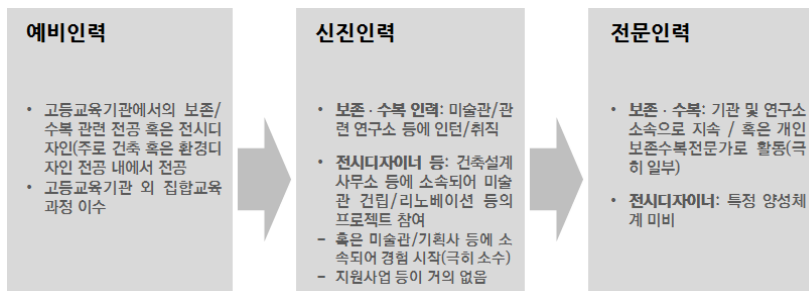 예비인력
• 고등교육기관에서의 보존/
수복 관련 전공 혹은 전시디
자인(주로 건축 혹은 환경디
자인 전공 내에서 전공
• 고등교육기관 외 집합교육
과정 이수
신진인력
• 보존 · 수복 인력: 미술관/관
련 연구소 등에 인턴/취직
• 전시디자이너 등: 건축설계
사무소 등에 소속되어 미술
관 건립/리노베이션 등의
프로젝트 참여
– 혹은 미술관/기획사 등에 소
속되어 경험 시작(극히 소수)
– 지원사업 등이 거의 없음
전문인력
• 보존 · 수복: 기관 및 연구소
소속으로 지속 / 혹은 개인
보존수복전문가로 활동(극
히 일부)
• 전시디자이너: 특정 양성체
계 미비